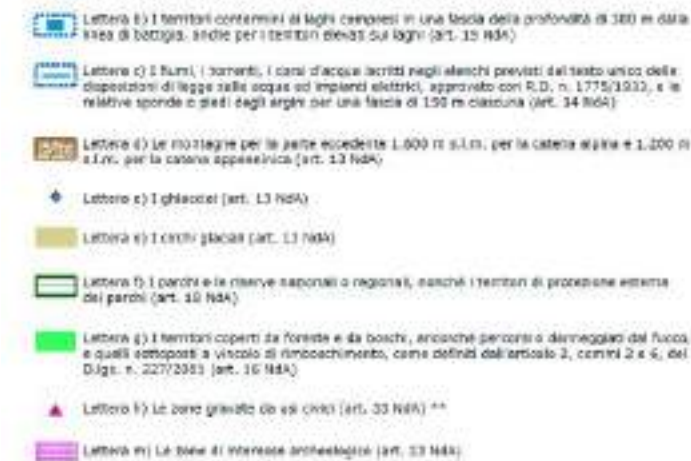 Lettera b) I territori contermini ai laghi compresi in una fascia della profondità di 300 m dalla
linea di battigia, anche per i territori elevati sui laghi (art. 15 NdA)
Lettera c) I fiumi, i torrenti, i corsi d'acqua iscritti negli elenchi previsti dal testo unico delle
disposizioni di legge sulle acque ed impianti elettrici, approvato con R.D. n. 1775/1933, e le
relative sponde o piedi degli argini per una fascia di 150 m ciascuna (art. 14 NdA)
Lettera d) Le montagne per la parte eccedente 1.600 m s.l.m. per la catena alpina e 1.200 m
s.l.m. per la catena appenninica (art. 13 NdA)
Lettera e) I ghiacciai (art. 13 NdA)
Lettera e) I circhi glaciali (art. 13 NdA)
Lettera f) I parchi e le riserve nazionali o regionali, nonché i territori di protezione esterna
dei parchi (art. 18 NdA)
Lettera g) I territori coperti da foreste e da boschi, ancorché percorsi o danneggiati dal fuoco,
e quelli sottoposti a vincolo di rimboschimento, come definiti dall'articolo 2, commi 2 e 6, del
D.lgs. n. 227/2001 (art. 16 NdA)
Lettera h) Le zone gravate da usi civici (art. 33 NdA) **
Lettera m) Le zone di interesse archeologico (art. 23 NdA)